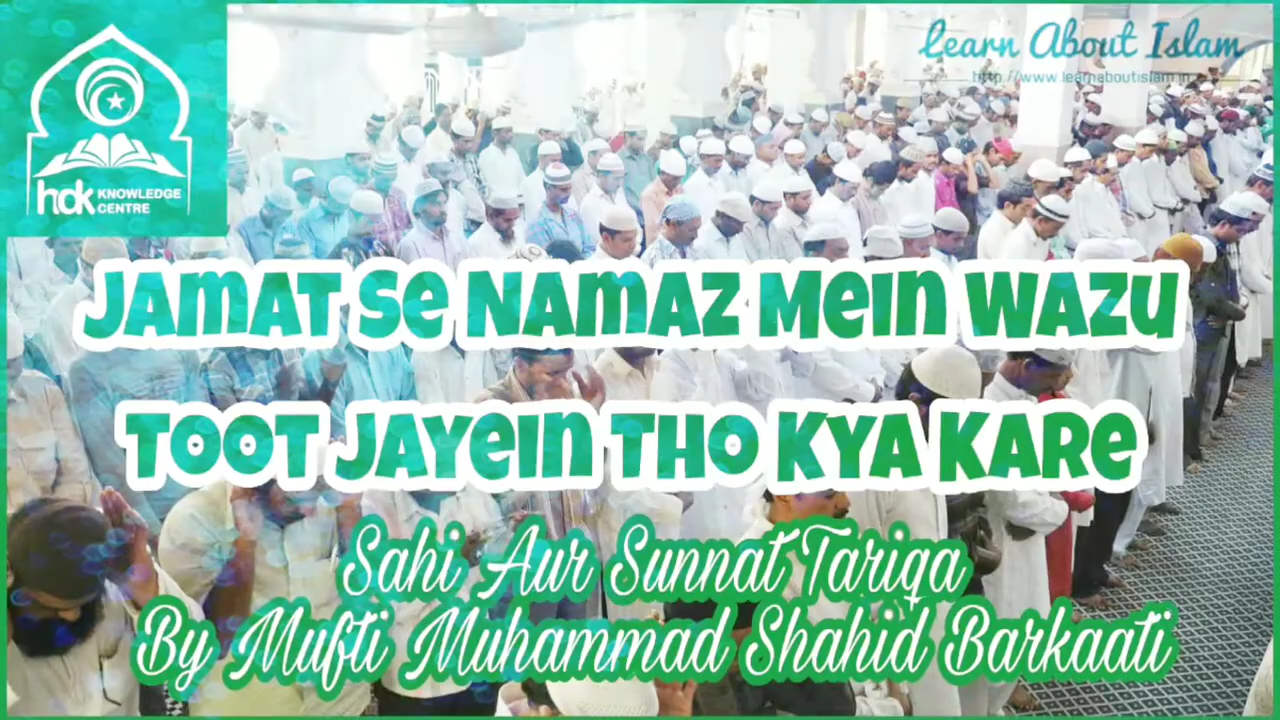 Learn About Islam
http://www.learnaboutislam.in
hdk KNOWLEDGE
CENTRE
Jamat Se Namaz Mein Wazu
Toot Jayein Tho Kya Kare
Sahi Aur Sunnat Tariqa
By Mufti Muhammad Shahid Barkaati